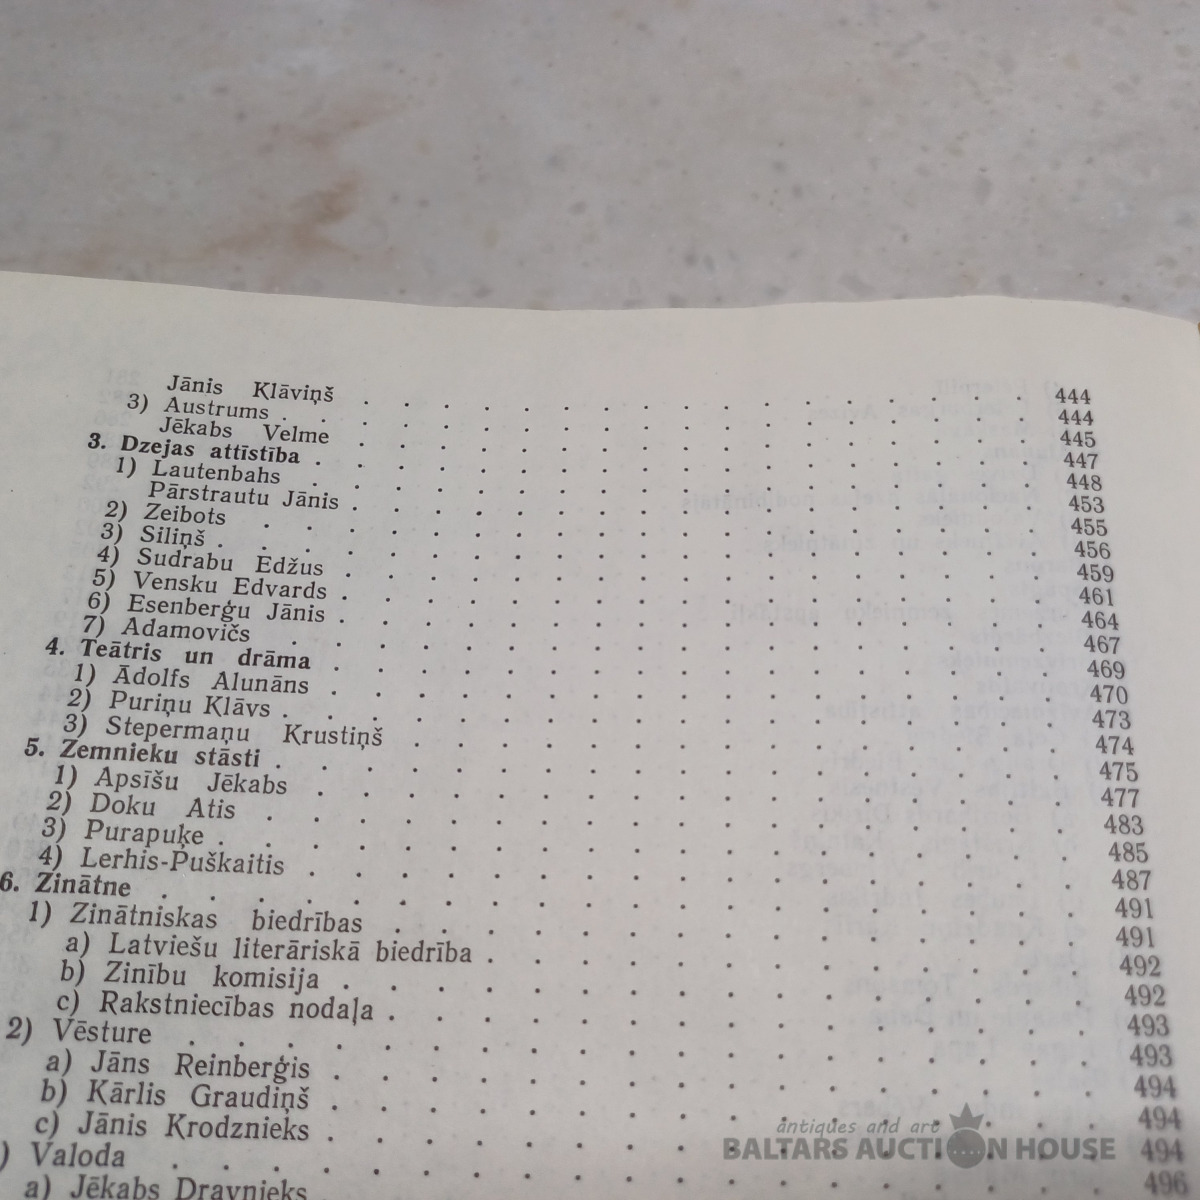 Jānis Kļāviņš . . . . . . . . . . . . . . . . . 444
3) Austrums . . . . . . . . . . . . . . . . . . . 444
Jēkabs Velme . . . . . . . . . . . . . . . . . 445
3. Dzejas attīstība . . . . . . . . . . . . . . . . . . 447
1) Lautenbahs . . . . . . . . . . . . . . . . . . . 448
Pārstrautu Jānis . . . . . . . . . . . . . . . . . 453
2) Zeibots . . . . . . . . . . . . . . . . . . . 455
3) Siliņš . . . . . . . . . . . . . . . . . . . . 456
4) Sudrabu Edžus . . . . . . . . . . . . . . . . . 459
5) Vensku Edvards . . . . . . . . . . . . . . . . . 461
6) Esenberģu Jānis . . . . . . . . . . . . . . . . . 464
7) Adamovičs . . . . . . . . . . . . . . . . . . 467
4. Teātris un drāma . . . . . . . . . . . . . . . . . 469
1) Ādolfs Alunāns . . . . . . . . . . . . . . . . . 470
2) Puriņu Klāvs . . . . . . . . . . . . . . . . . . 473
3) Stepermaņu Krustiņš . . . . . . . . . . . . . . . 474
5. Zemnieku stāsti . . . . . . . . . . . . . . . . . . 475
1) Apsīšu Jēkabs . . . . . . . . . . . . . . . . . 477
2) Doku Atis . . . . . . . . . . . . . . . . . . 483
3) Purapuķe . . . . . . . . . . . . . . . . . . . 485
4) Lerhis-Puškaitis . . . . . . . . . . . . . . . . . 487
6. Zinātne . . . . . . . . . . . . . . . . . . . . 491
1) Zinātniskas biedrības . . . . . . . . . . . . . . . 491
a) Latviešu literāriskā biedrība . . . . . . . . . . . . . 492
b) Zinību komisija . . . . . . . . . . . . . . . . 492
c) Rakstniecības nodaļa . . . . . . . . . . . . . . . 493
2) Vēsture . . . . . . . . . . . . . . . . . . . 493
a) Jāns Reinberģis . . . . . . . . . . . . . . . . 494
b) Kārlis Graudiņš . . . . . . . . . . . . . . . . 494
c) Jānis Krodznieks . . . . . . . . . . . . . . . . 494
) Valoda . . . . . . . . . . . . . . . . . . . 496
a) Jēkabs Dravnieks .
antiques and art
BALTARS AUCTION HOUSE